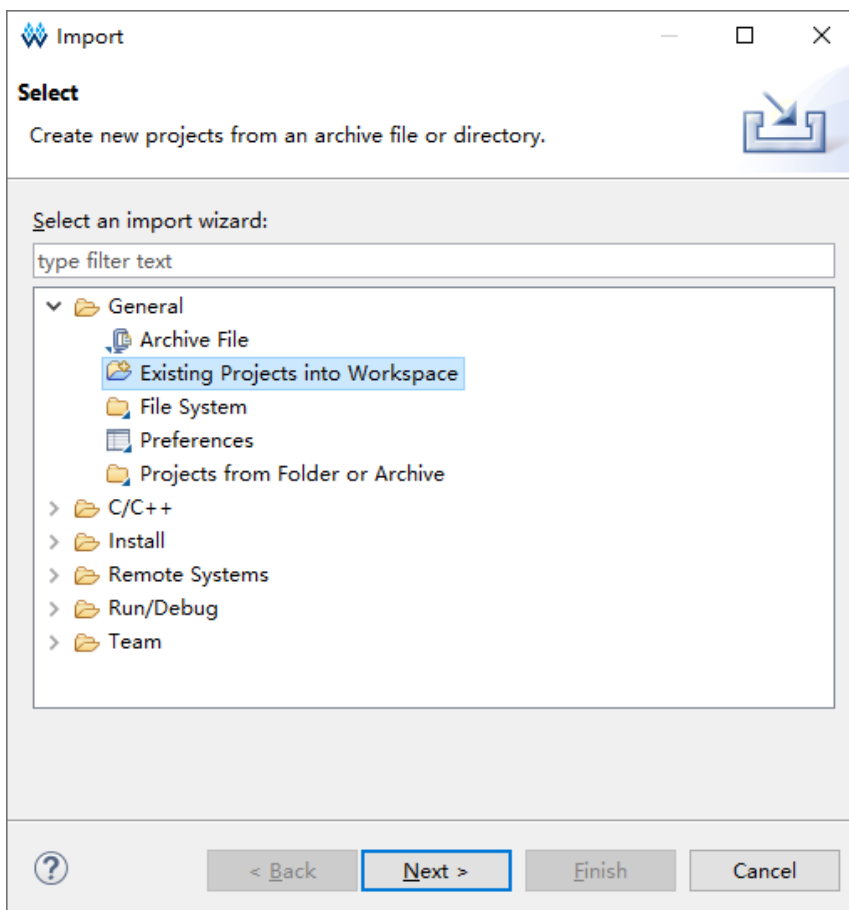 Import
Select
Create new projects from an archive file or directory.
Select an import wizard:
type filter text
General
Archive File
Existing Projects into Workspace
File System
Preferences
Projects from Folder or Archive
C/C++
Install
Remote Systems
Run/Debug
Team
? < Back Next > Finish Cancel